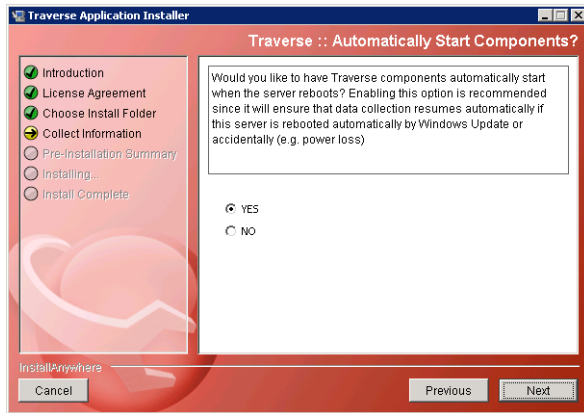 Traverse Application Installer
Traverse :: Automatically Start Components?
Introduction
License Agreement
Choose Install Folder
Collect Information
Pre-Installation Summary
Installing...
Install Complete
Would you like to have Traverse components automatically start
when the server reboots? Enabling this option is recommended
since it will ensure that data collection resumes automatically if
this server is rebooted automatically by Windows Update or
accidentally (e.g. power loss)
YES
NO
InstallAnywhere
Cancel
Previous
Next